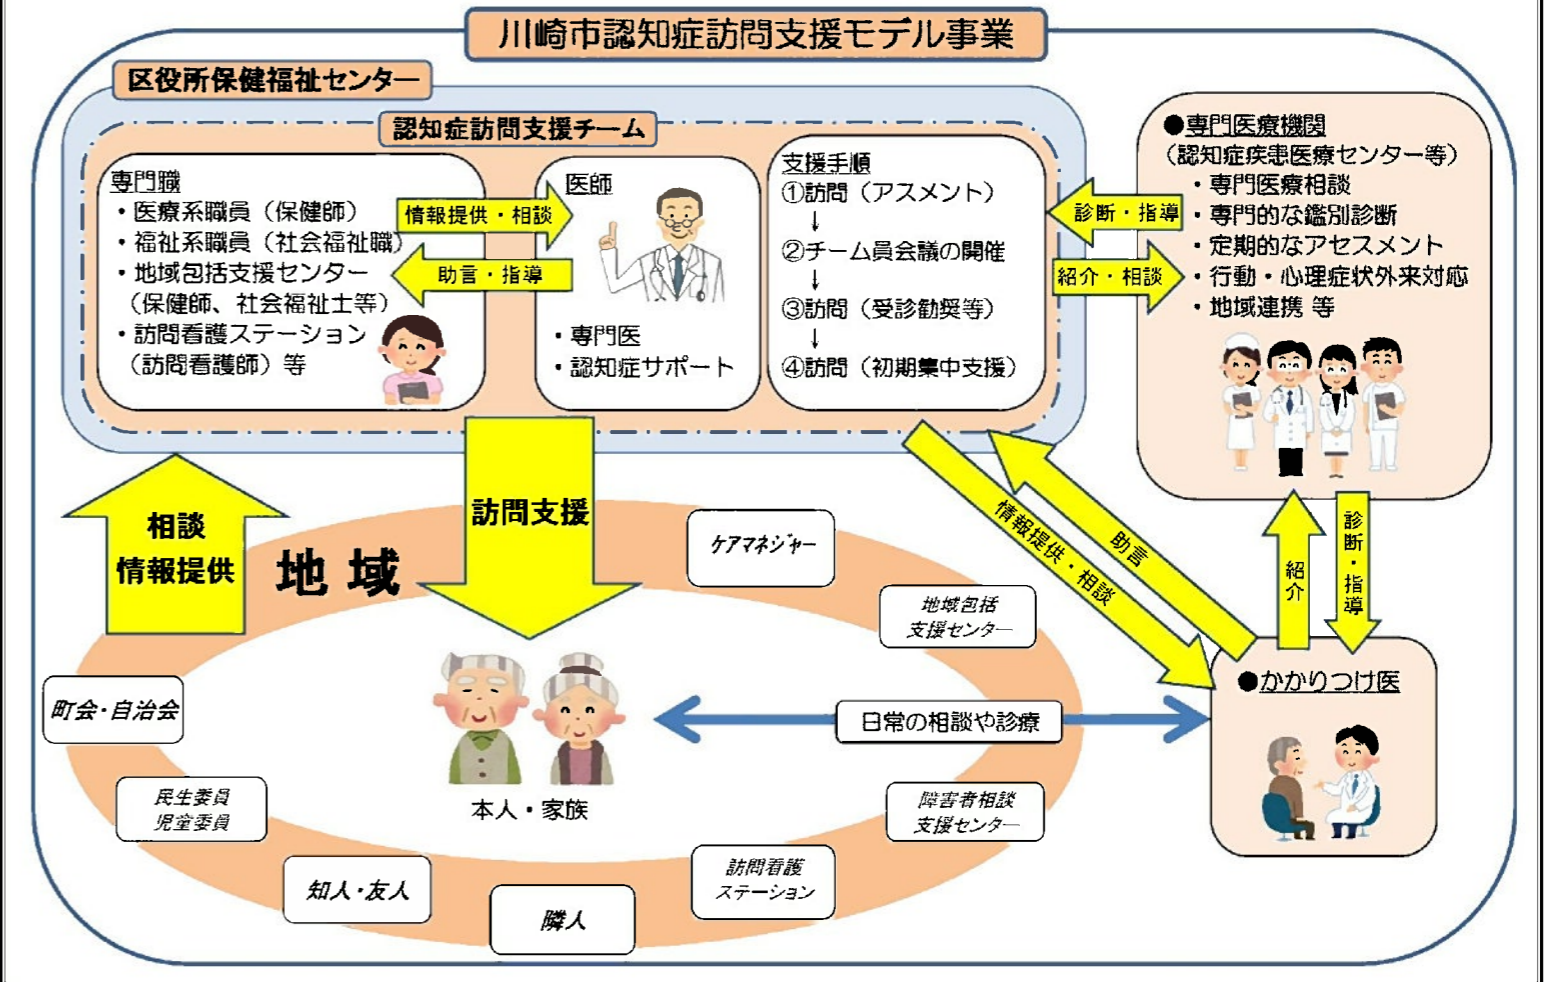 川崎市認知症訪問支援モデル事業
区役所保健福祉センター
認知症訪問支援チーム
専門職
・医療系職員（保健師）
・福祉系職員（社会福祉職）
・地域包括支援センター
（保健師、社会福祉士等）
・訪問看護ステーション
（訪問看護師）等
情報提供・相談
助言・指導
医師
・専門医
・認知症サポート
支援手順
①訪問（アスメント）
↓
②チーム員会議の開催
↓
③訪問（受診勧奨等）
↓
④訪問（初期集中支援）
診断・指導
紹介・相談
●専門医療機関
（認知症疾患医療センター等）
・専門医療相談
・専門的な鑑別診断
・定期的なアセスメント
・行動・心理症状外来対応
・地域連携 等
相談
情報提供
地域
訪問支援
ケアマネジャー
地域包括
支援センター
情報提供・相談
助言
紹介
診断・指導
●かかりつけ医
日常の相談や診療
本人・家族
町会・自治会
民生委員
児童委員
知人・友人
隣人
訪問看護
ステーション
障害者相談
支援センター